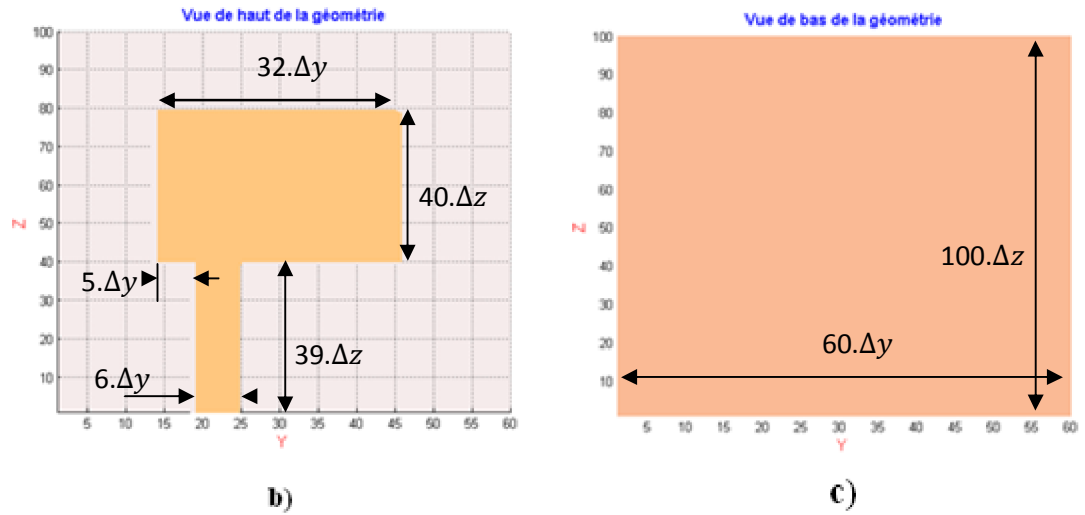 Vue de haut de la géométrie
100
90
80
70
60
50
40
30
20
10
Z
32.Δy
40.Δz
5.Δy
39.Δz
6.Δy
5 10 15 20 25 30 35 40 45 50 55 60
Y
b)
Vue de bas de la géométrie
100
90
80
70
60
50
40
30
20
10
Z
100.Δz
60.Δy
5 10 15 20 25 30 35 40 45 50 55 60
Y
c)